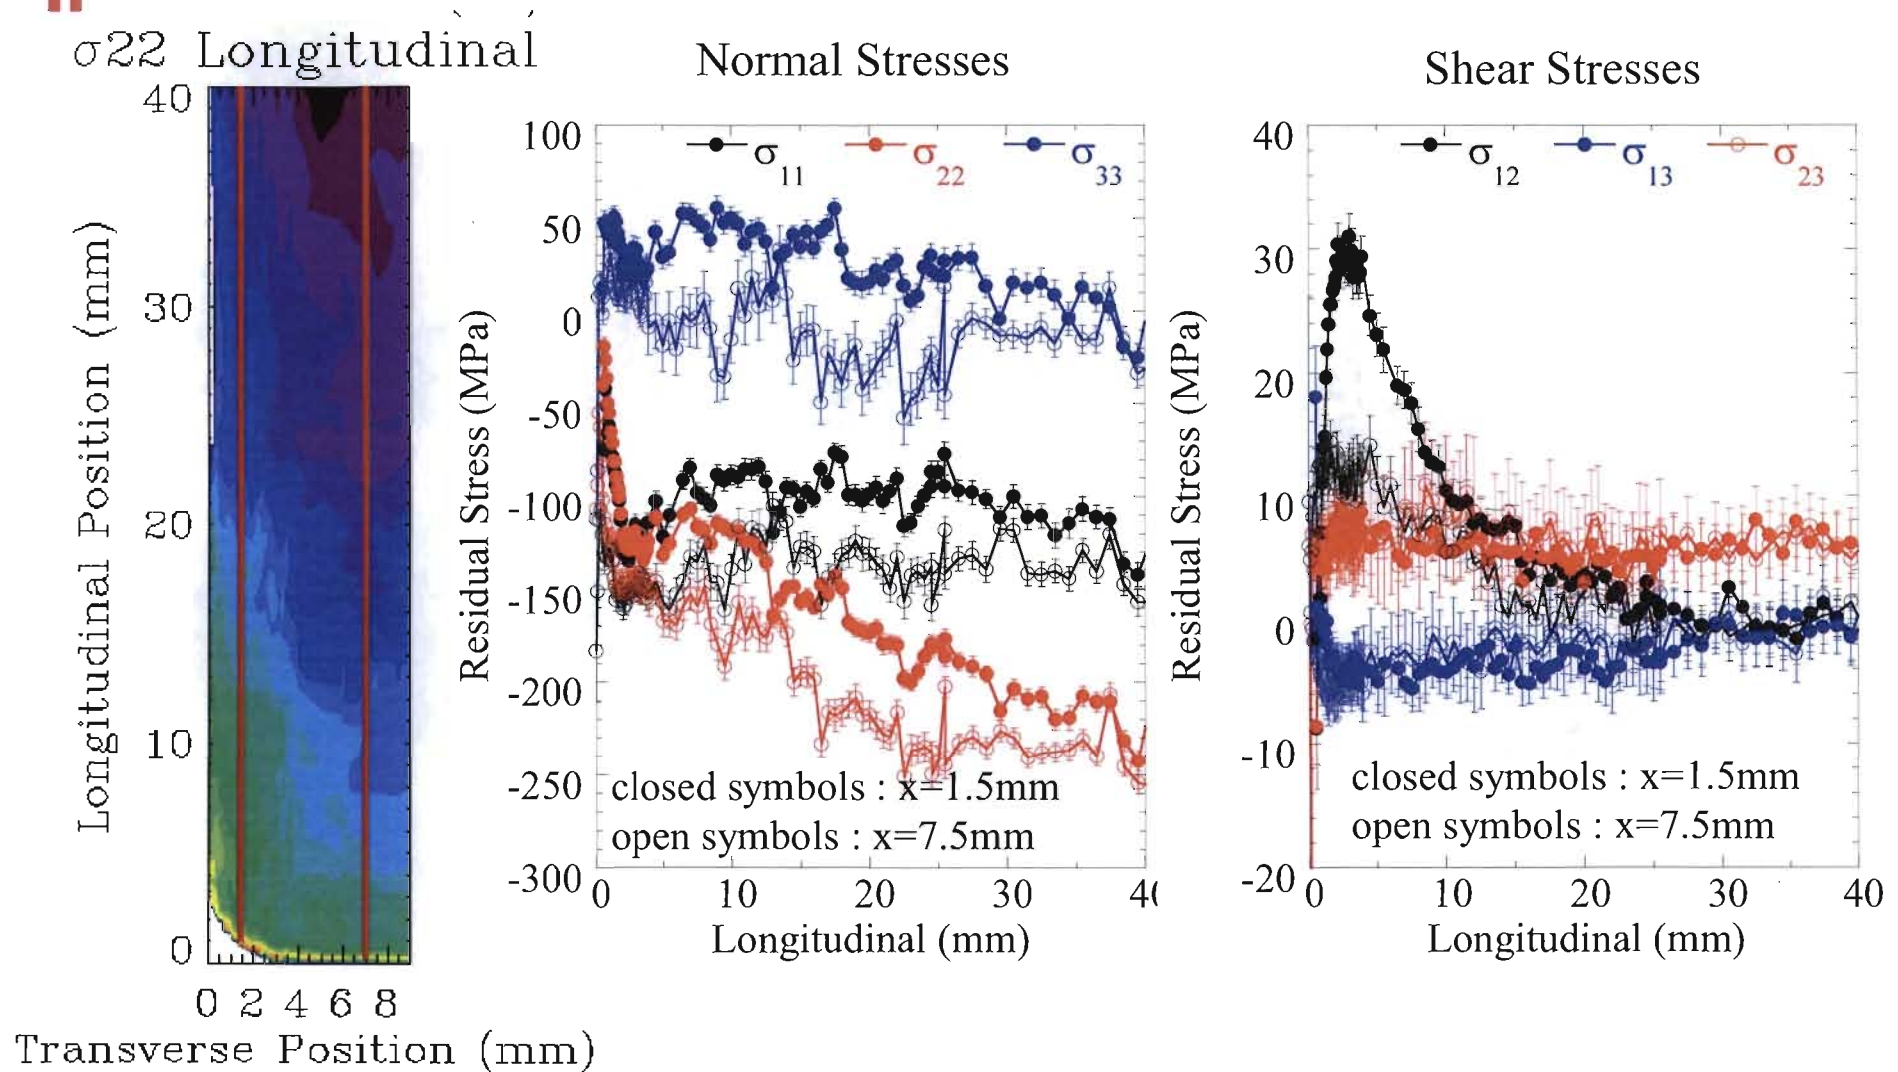 σ22 Longitudinal
40
30
20
10
0
Longitudinal Position (mm)
0 2 4 6 8
Transverse Position (mm)
Normal Stresses
σ11 σ22 σ33
100
50
0
-50
-100
-150
-200
-250
-300
Residual Stress (MPa)
closed symbols : x=1.5mm
open symbols : x=7.5mm
0 10 20 30 40
Longitudinal (mm)
Shear Stresses
σ12 σ13 σ23
40
30
20
10
0
-10
-20
Residual Stress (MPa)
closed symbols : x=1.5mm
open symbols : x=7.5mm
0 10 20 30 40
Longitudinal (mm)